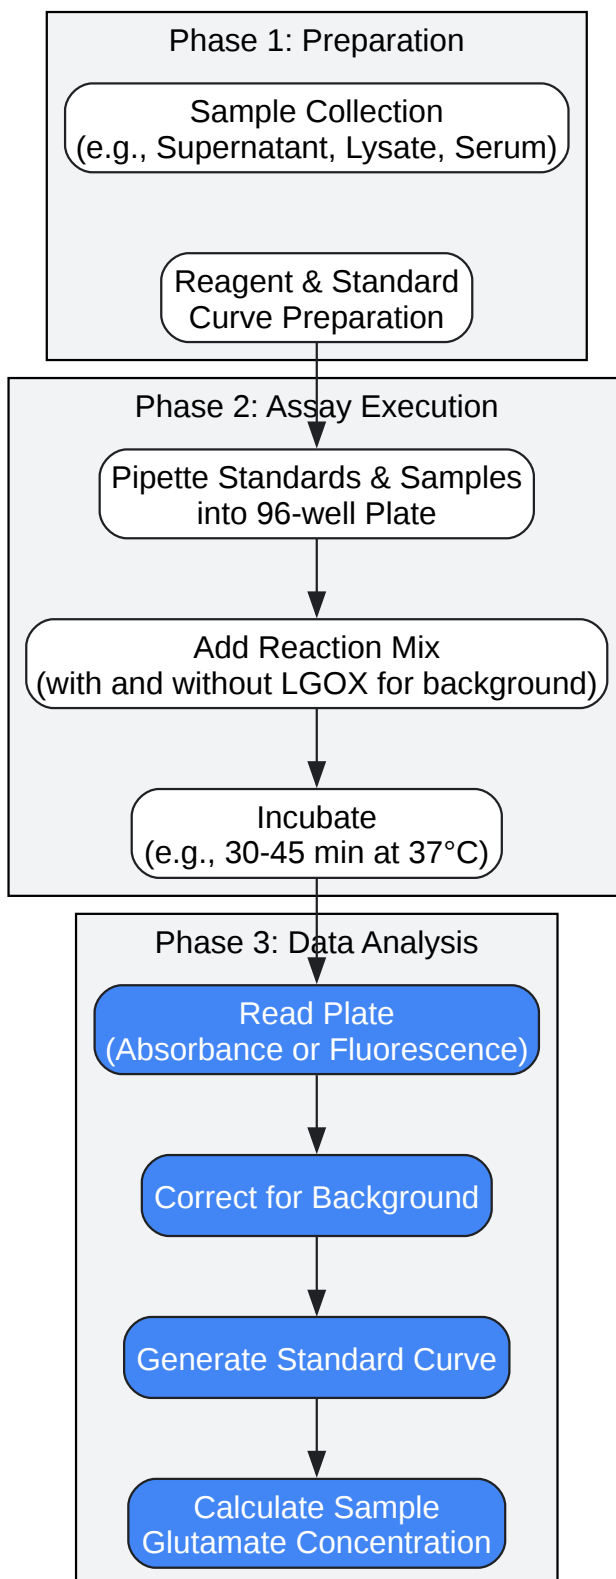 Phase 1: Preparation
Sample Collection
(e.g., Supernatant, Lysate, Serum)
Reagent & Standard
Curve Preparation
Phase 2: Assay Execution
Pipette Standards & Samples
into 96-well Plate
Add Reaction Mix
(with and without LGOX for background)
Incubate
(e.g., 30-45 min at 37°C)
Phase 3: Data Analysis
Read Plate
(Absorbance or Fluorescence)
Correct for Background
Generate Standard Curve
Calculate Sample
Glutamate Concentration